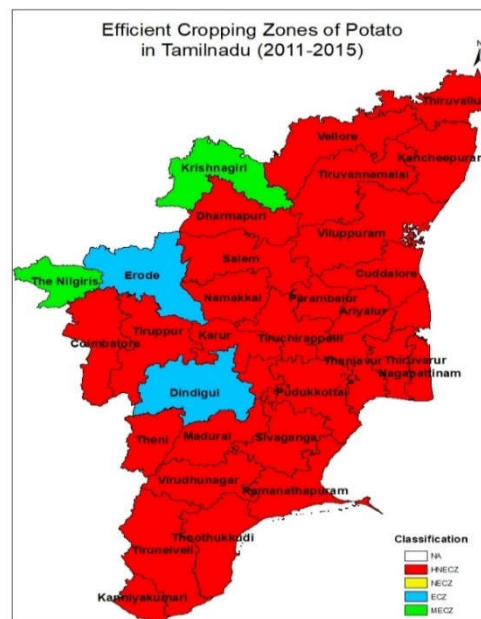 Efficient Cropping Zones of Potato
in Tamilnadu (2011-2015)
N
Thiruvallur
Vellore
Kancheepuram
Krishnagiri
Tiruvannamalai
Dharmapuri
Viluppuram
The Nilgiris
Erode
Salem
Cuddalore
Namakkal
Perambalur
Ariyalur
Coimbatore
Tiruppur
Karur
Tiruchirappalli
Thanjavur
Thiruvarur
Nagapattinam
Dindigul
Pudukkottai
Theni
Madurai
Sivaganga
Virudhunagar
Ramanathapuram
Thoothukkudi
Tirunelveli
Kanniyakumari
Classification
NA
HNECZ
NECZ
ECZ
MECZ